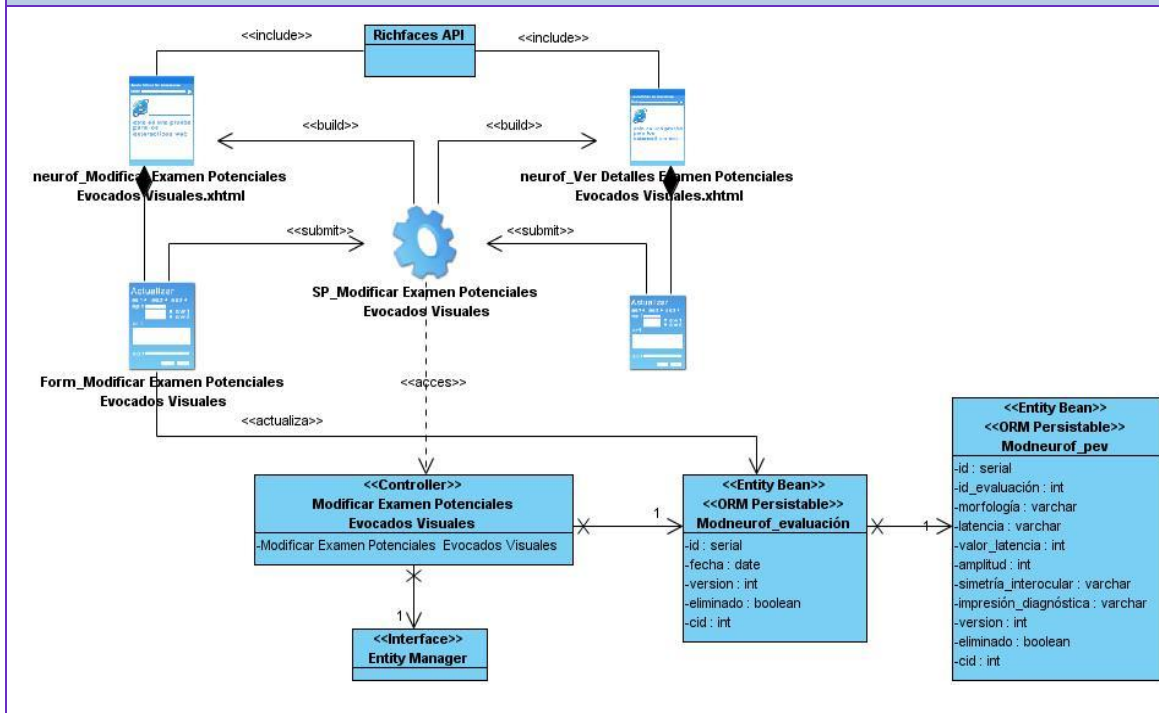 <<include>>
Richfaces API
<<include>>
<<build>>
<<build>>
neurof_Modificar Examen Potenciales
Evocados Visuales.xhtml
neurof_Ver Detalles Examen Potenciales
Evocados Visuales.xhtml
<<submit>>
<<submit>>
SP_Modificar Examen Potenciales
Evocados Visuales
Actualizar
Actualizar
Form_Modificar Examen Potenciales
Evocados Visuales
<<acces>>
<<actualiza>>
<<Controller>>
Modificar Examen Potenciales
Evocados Visuales
-Modificar Examen Potenciales Evocados Visuales
1
<<Entity Bean>>
<<ORM Persistable>>
Modneurof_evaluación
-id : serial
-fecha : date
-version : int
-eliminado : boolean
-cid : int
1
<<Entity Bean>>
<<ORM Persistable>>
Modneurof_pev
-id : serial
-id_evaluación : int
-morfología : varchar
-latencia : varchar
-valor_latencia : int
-amplitud : int
-simetría_interocular : varchar
-impresión_diagnóstica : varchar
-version : int
-eliminado : boolean
-cid : int
1
<<Interface>>
Entity Manager